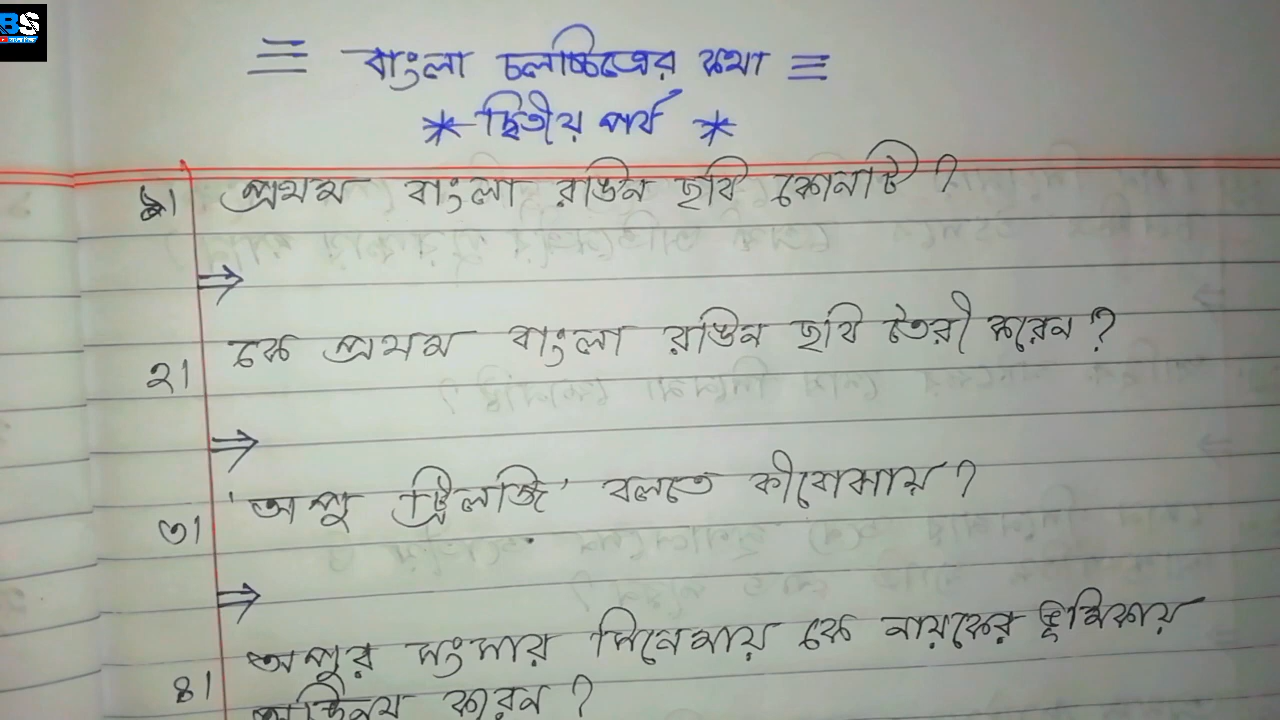 BS
= বাংলা চলচ্চিত্রের কথা =
* দ্বিতীয় পর্ব *
১। প্রথম বাংলা রঙিন ছবি কোনটি ?
⇒
২। কে প্রথম বাংলা রঙিন ছবি তৈরী করেন ?
⇒
৩। 'অপু ট্রিলজি' বলতে কী বোঝায় ?
⇒
৪। অপুর সংসার সিনেমায় কে নায়কের ভূমিকায়
অভিনয় করেন ?